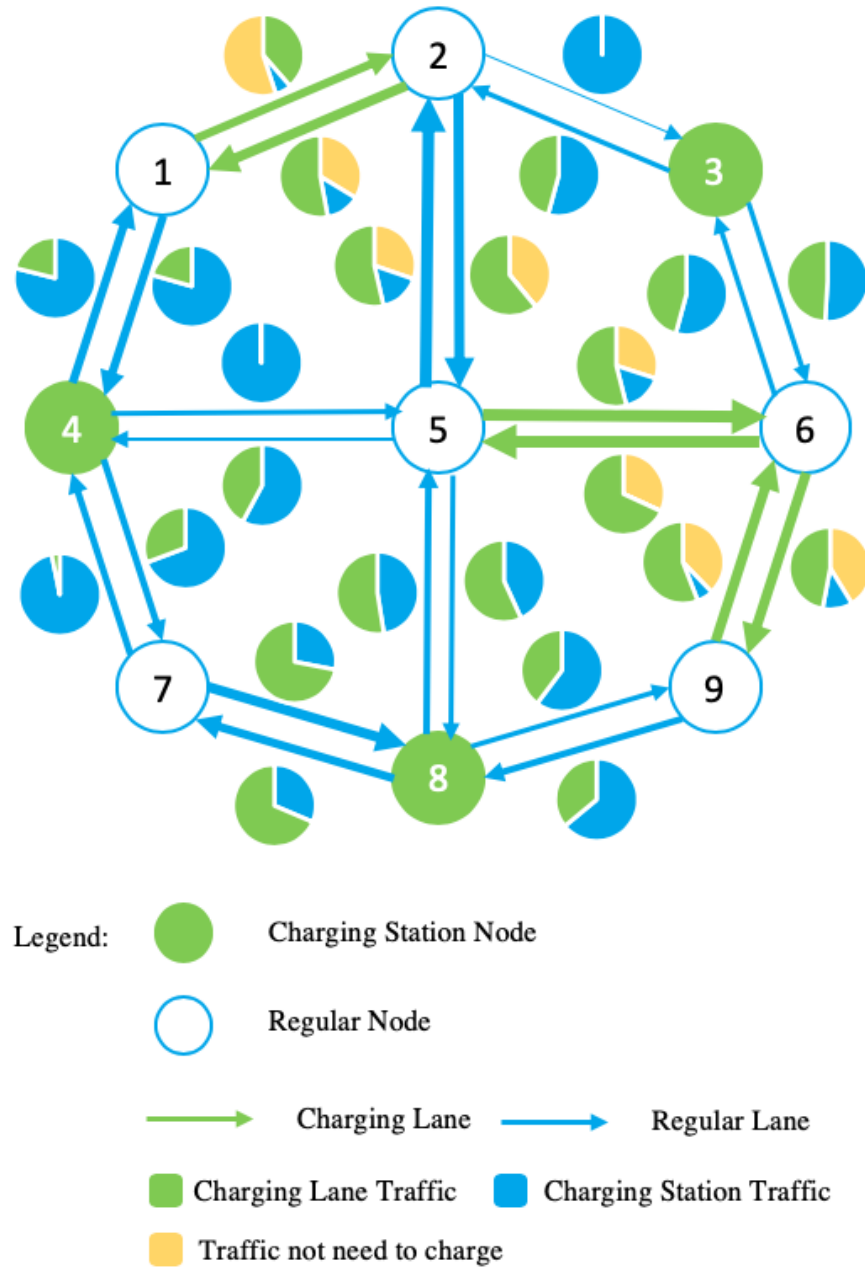 2
1
3
4
5
6
7
9
8
Legend:
Charging Station Node
Regular Node
Charging Lane
Regular Lane
Charging Lane Traffic
Charging Station Traffic
Traffic not need to charge